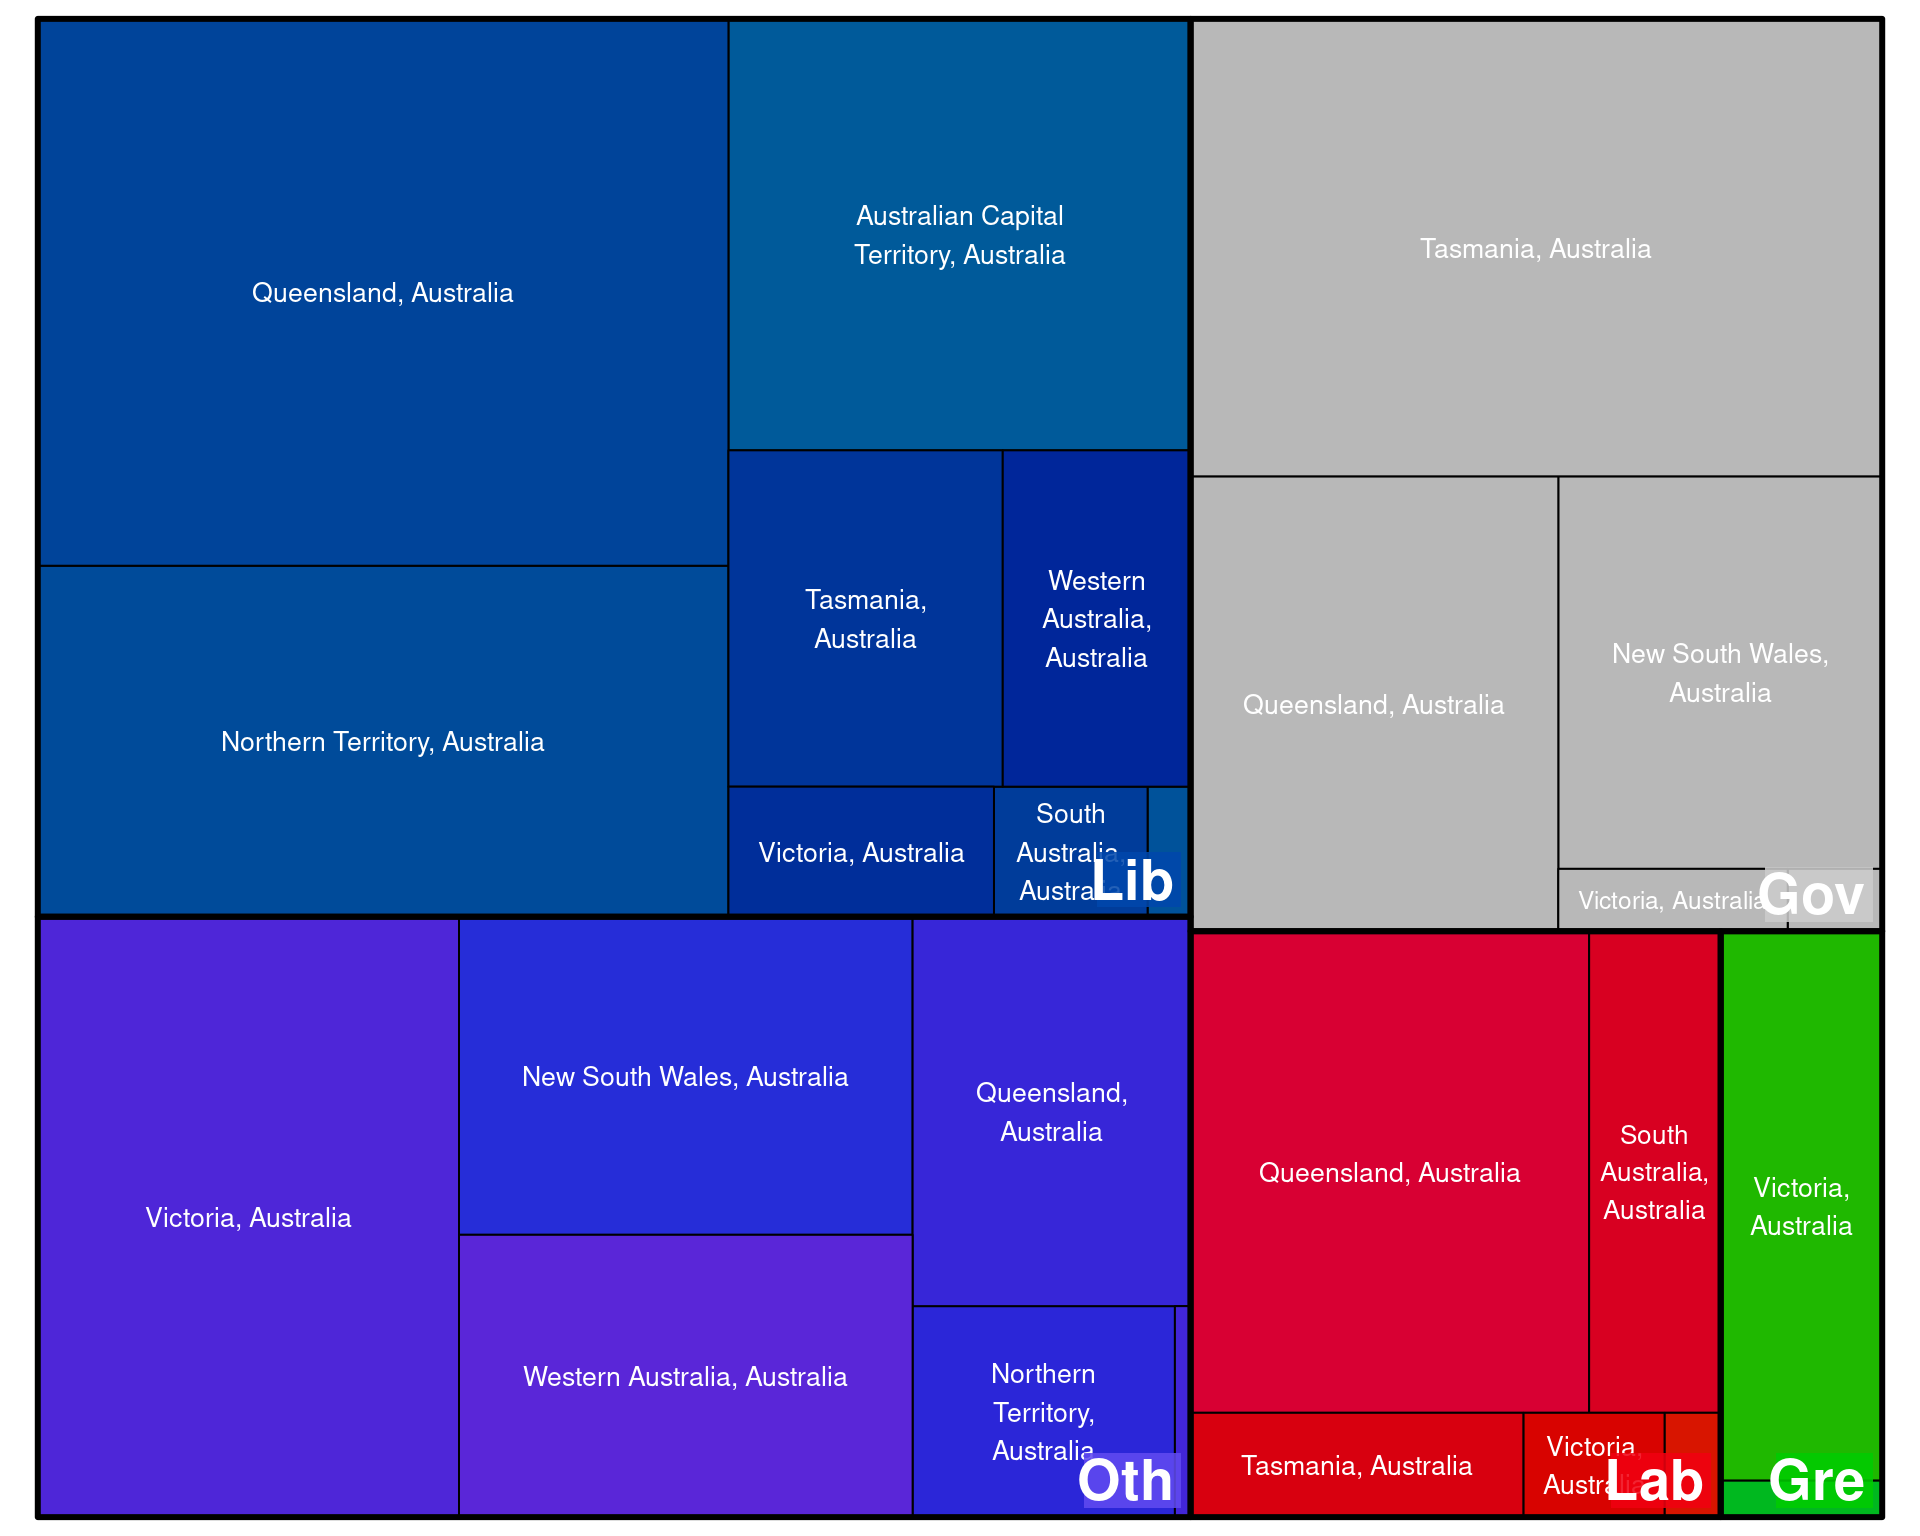 Queensland, Australia
Australian Capital
Territory, Australia
Northern Territory, Australia
Tasmania,
Australia
Western
Australia,
Australia
Victoria, Australia
South
Australia,
Australia
Lib
Tasmania, Australia
Queensland, Australia
New South Wales,
Australia
Victoria, Australia
Gov
Victoria, Australia
New South Wales, Australia
Western Australia, Australia
Queensland,
Australia
Northern
Territory,
Australia
Oth
Queensland, Australia
South
Australia,
Australia
Tasmania, Australia
Victoria,
Australia
Lab
Victoria,
Australia
Gre